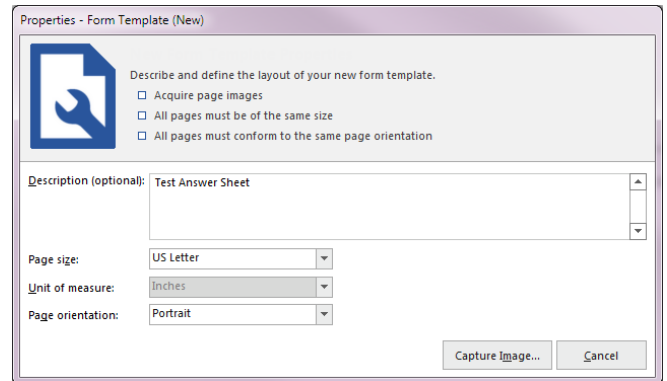 Properties - Form Template (New)
Describe and define the layout of your new form template.
Acquire page images
All pages must be of the same size
All pages must conform to the same page orientation
Description (optional): Test Answer Sheet
Page size: US Letter
Unit of measure: Inches
Page orientation: Portrait
Capture Image... Cancel